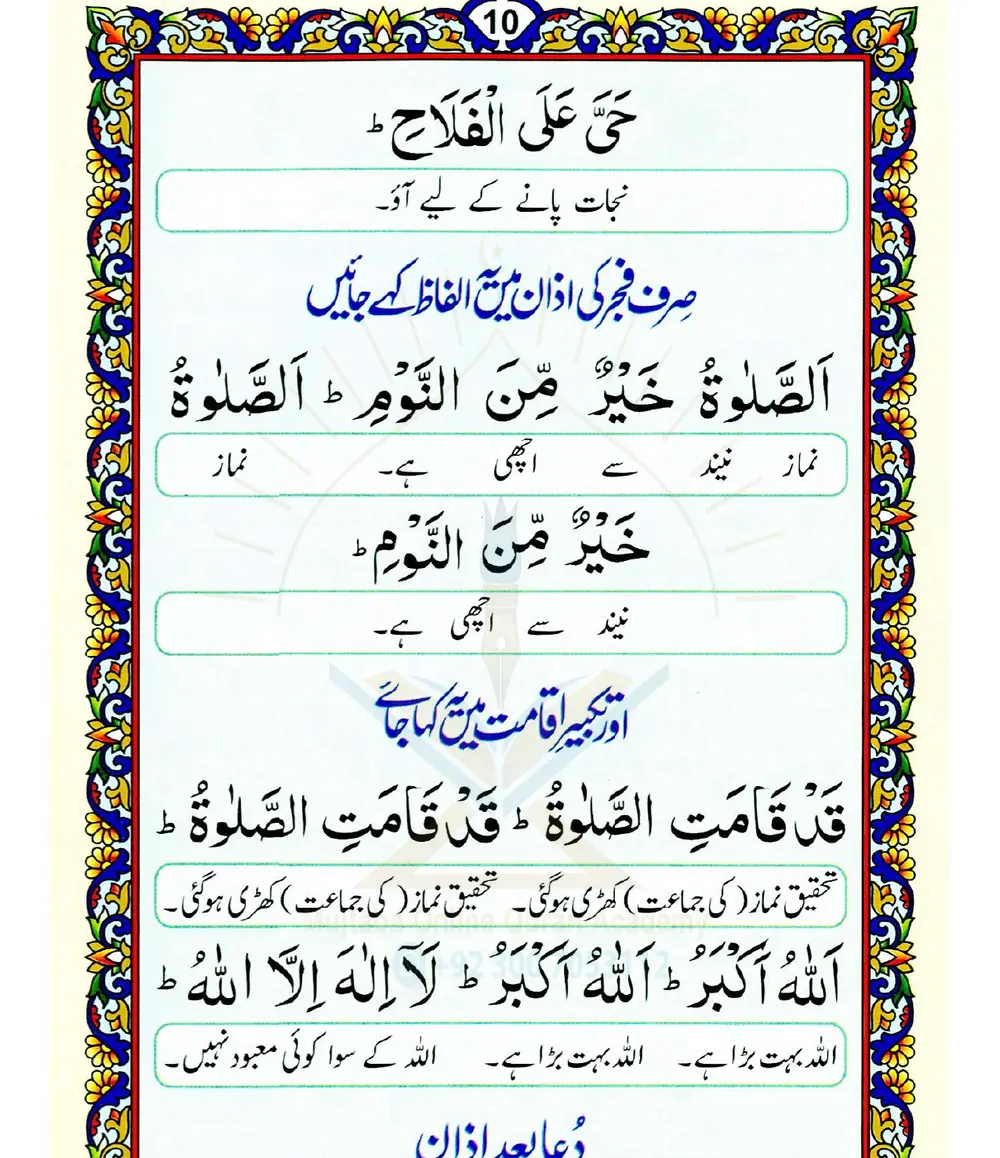 10
حَيَّ عَلَى الْفَلَاحِ ؕ
نجات پانے کے لیے آؤ۔
صرف فجر کی اذان میں یہ الفاظ کہے جائیں
اَلصَّلٰوةُ خَيْرٌ مِّنَ النَّوْمِ ؕ اَلصَّلٰوةُ
نماز نیند سے اچھی ہے۔ نماز
خَيْرٌ مِّنَ النَّوْمِ ؕ
نیند سے اچھی ہے۔
اور تکبیرِ اقامت میں یہ کہا جائے
قَدْ قَامَتِ الصَّلٰوةُ ؕ قَدْ قَامَتِ الصَّلٰوةُ ؕ
تحقیق نماز (کی جماعت) کھڑی ہوگئی۔ تحقیق نماز (کی جماعت) کھڑی ہوگئی۔
Mujtaba Online Quran Academy
اَللّٰهُ اَكْبَرُ ؕ اَللّٰهُ اَكْبَرُ ؕ لَآ اِلٰهَ اِلَّا اللّٰهُ ؕ
اللہ بہت بڑا ہے۔ اللہ بہت بڑا ہے۔ اللہ کے سوا کوئی معبود نہیں۔
دُعا بعد اذان